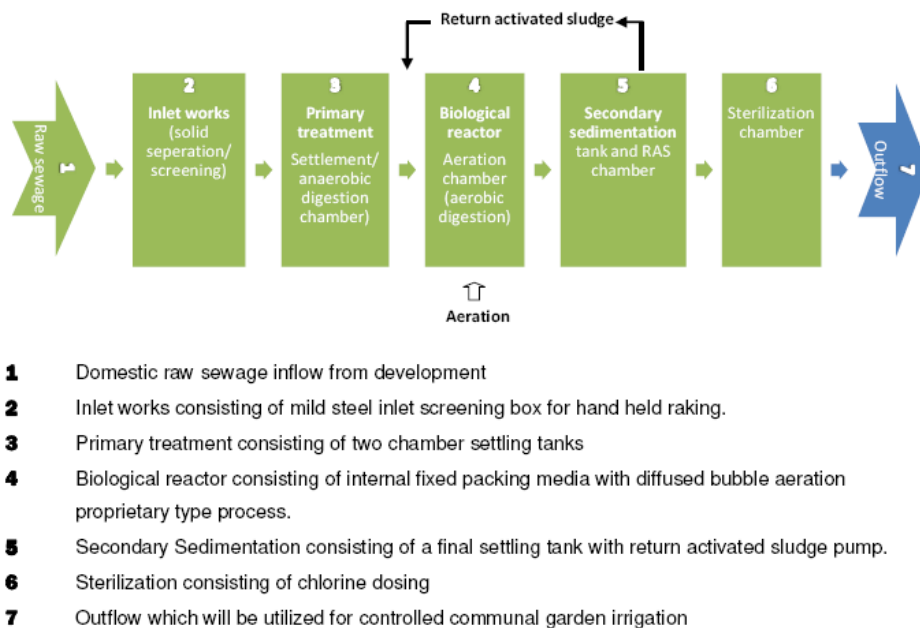 Return activated sludge
Raw sewage
1
2
Inlet works
(solid
seperation/
screening)
3
Primary
treatment
Settlement/
anaerobic
digestion
chamber)
4
Biological
reactor
Aeration
chamber
(aerobic
digestion)
5
Secondary
sedimentation
tank and RAS
chamber
6
Sterilization
chamber
Outflow
7
Aeration
1 Domestic raw sewage inflow from development
2 Inlet works consisting of mild steel inlet screening box for hand held raking.
3 Primary treatment consisting of two chamber settling tanks
4 Biological reactor consisting of internal fixed packing media with diffused bubble aeration
proprietary type process.
5 Secondary Sedimentation consisting of a final settling tank with return activated sludge pump.
6 Sterilization consisting of chlorine dosing
7 Outflow which will be utilized for controlled communal garden irrigation